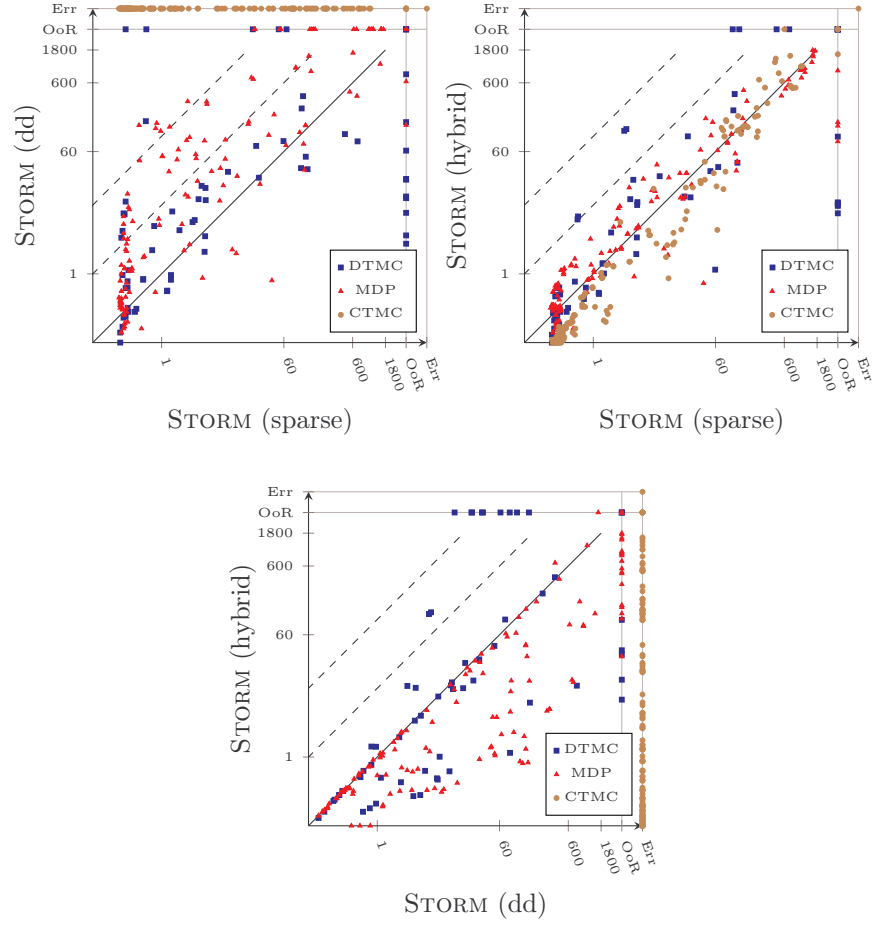 Err
OoR
1800
600
60
1
STORM (dd)
DTMC
MDP
CTMC
1
60
600
1800
OoR
Err
STORM (sparse)
Err
OoR
1800
600
60
1
STORM (hybrid)
DTMC
MDP
CTMC
1
60
600
1800
OoR
Err
STORM (sparse)
Err
OoR
1800
600
60
1
STORM (hybrid)
DTMC
MDP
CTMC
1
60
600
1800
OoR
Err
STORM (dd)